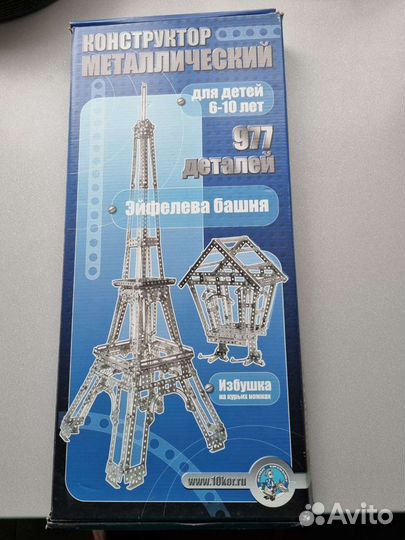 КОНСТРУКТОР
МЕТАЛЛИЧЕСКИЙ
для детей
6-10 лет
977
деталей
Эйфелева башня
Избушка
на курьих ножках
www.10kor.ru
Avito